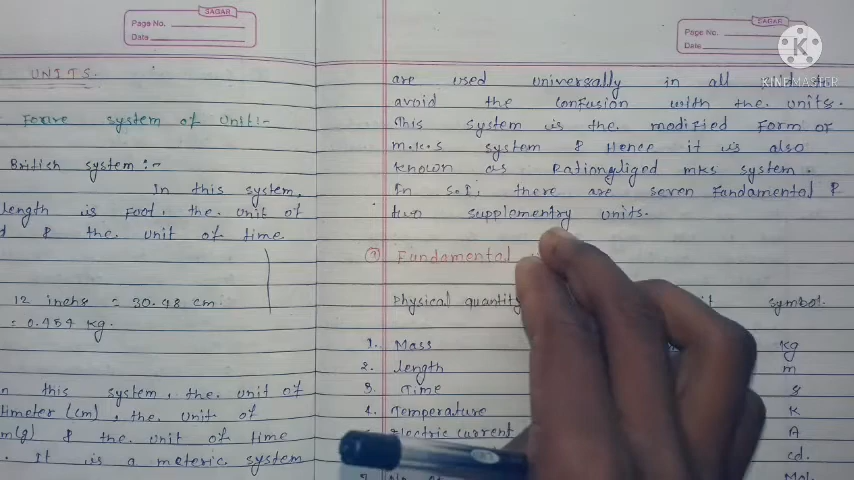 SAGAR
Page No.
Date
UNITS.
system of unit:-
British system :-
In this system,
length is Foot, the unit of
& the unit of time
12 inchs = 30.48 cm.
= 0.454 kg.
this system, the unit of
(cm), the unit of
& the unit of time
. It is a meteric system
SAGAR
Page No.
Date
K
KINEMASTER
are used universally in all to
avoid the confusion with the units.
This system is the modified Form of
M.K.S system & Hence it is also
known as mks system.
In S.I, there are seven Fundamental &
two supplementry units.
Fundamental
Physical quantity symbol.
1. Mass kg
2. length m
3. Time s
4. Temperature K
Electric current A
cd.
Mol.